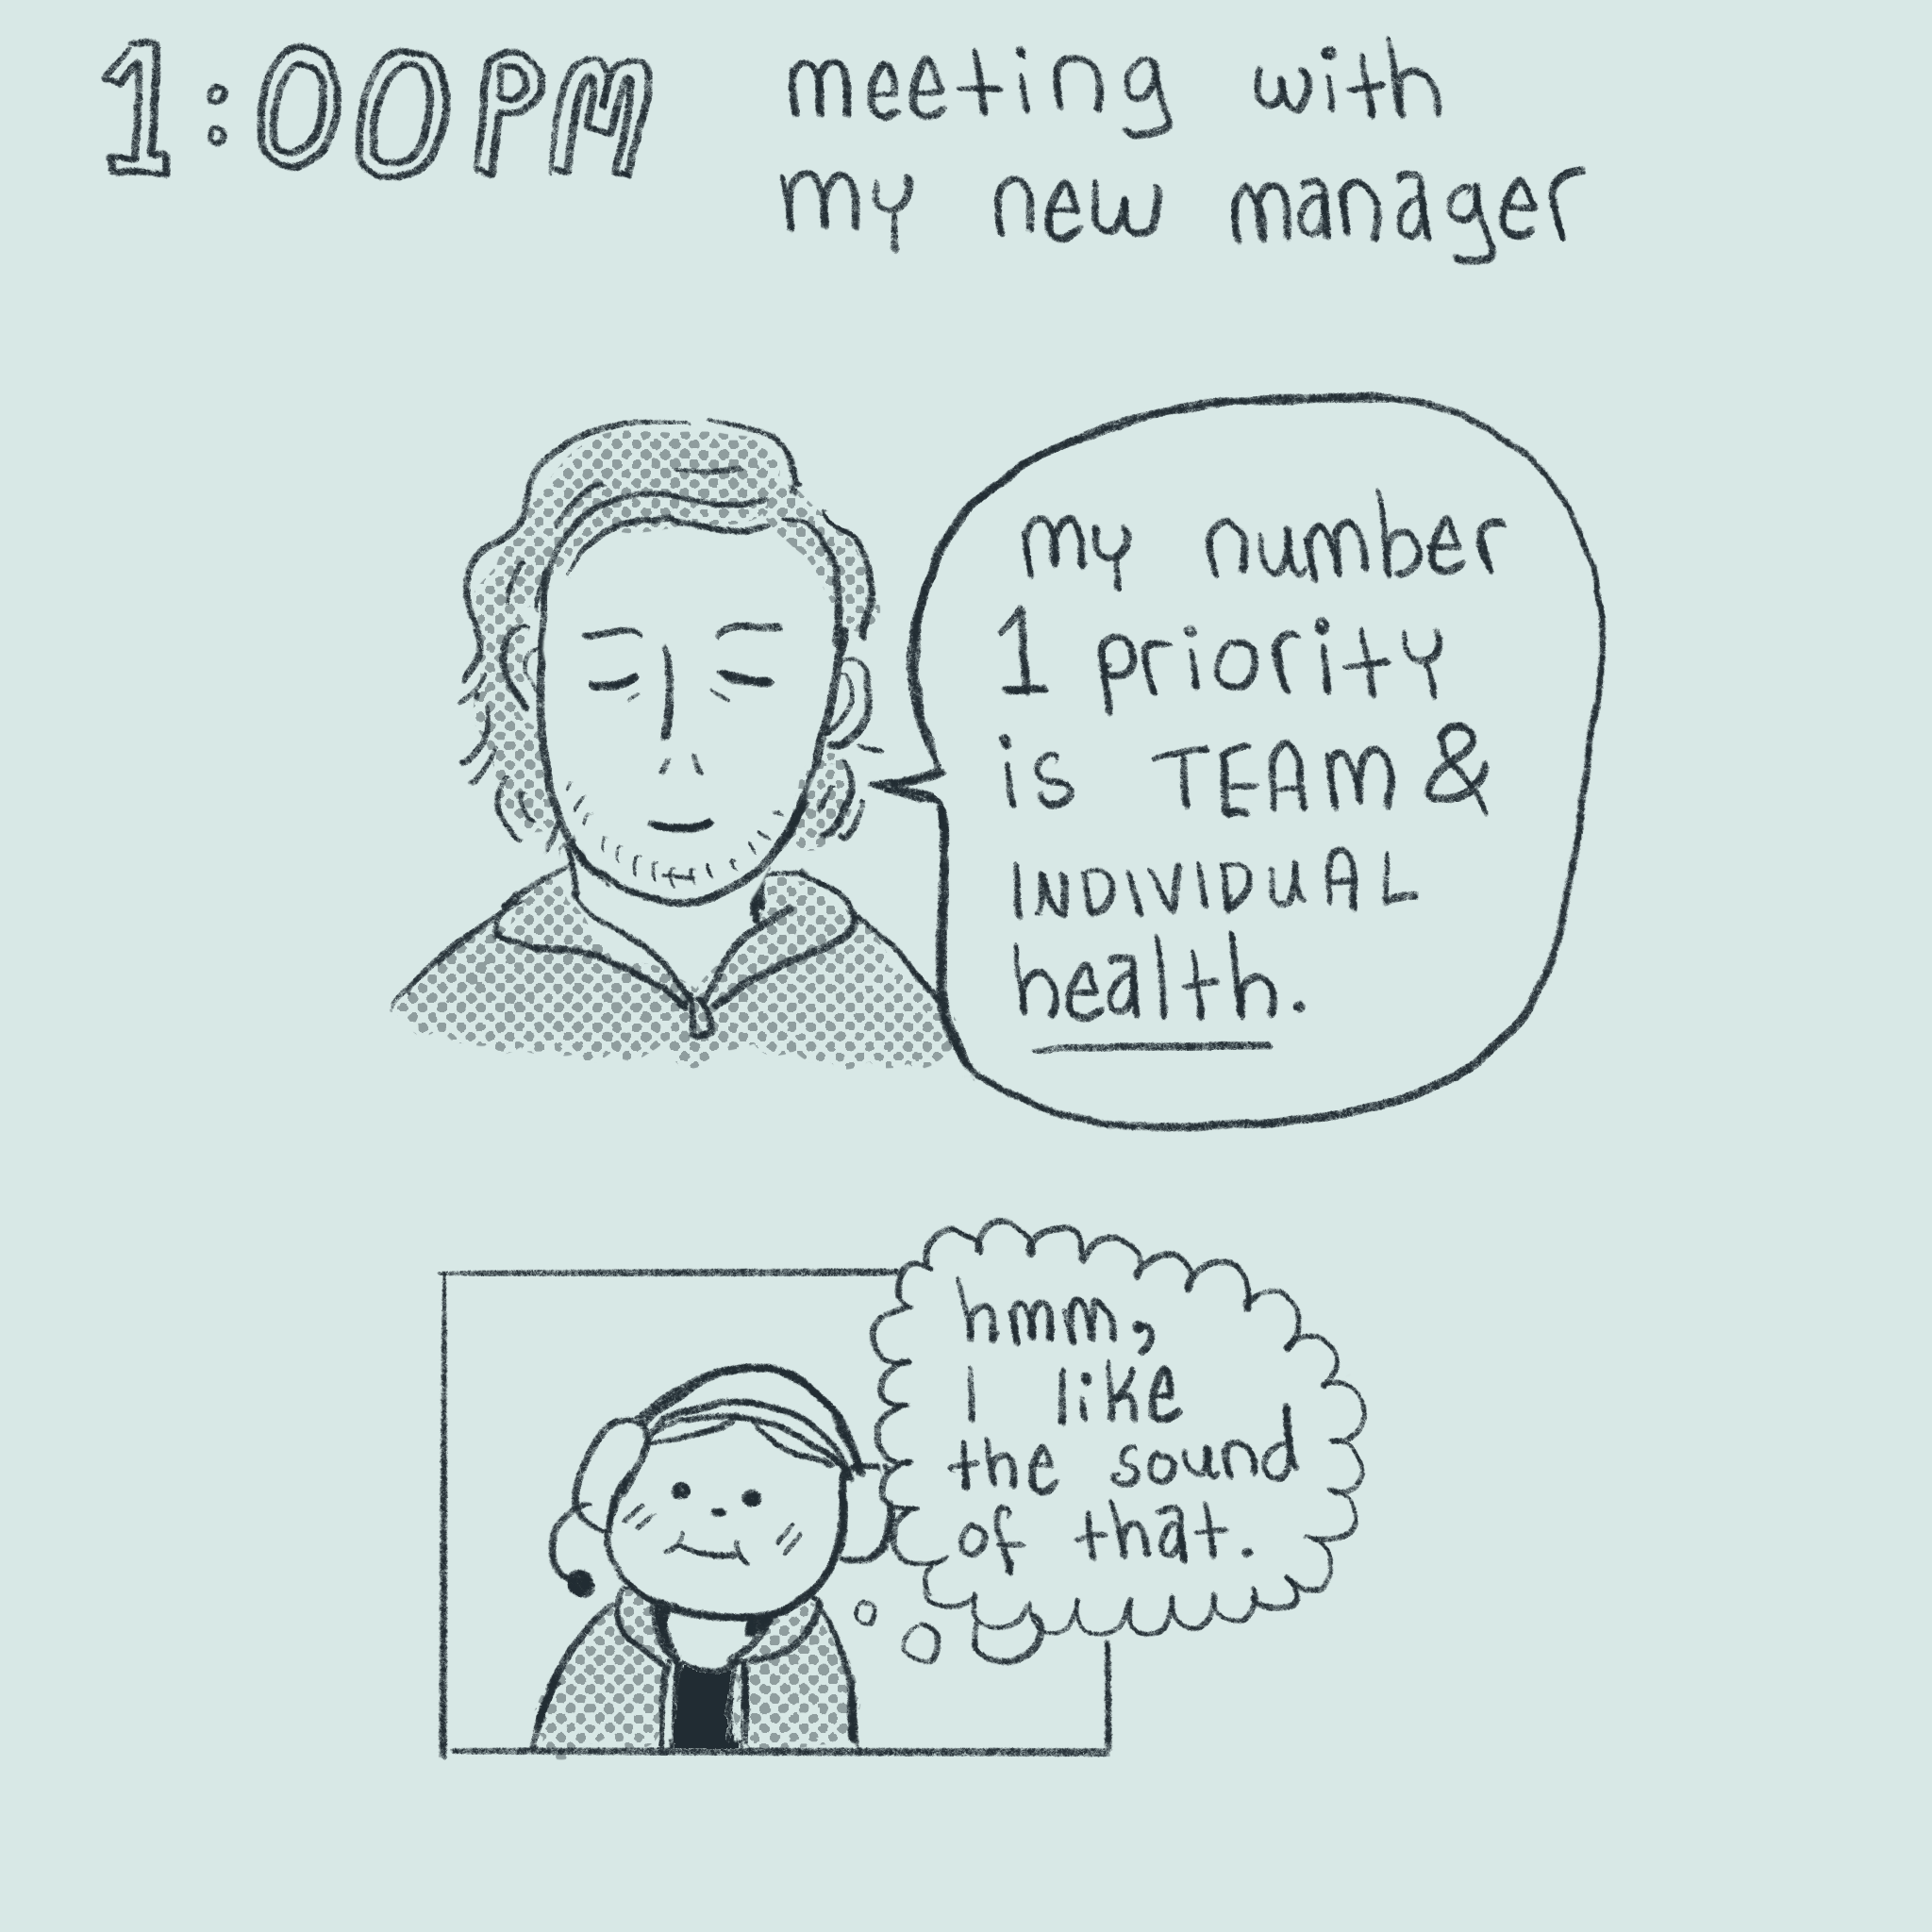 1:00PM meeting with
my new manager
my number
1 priority
is TEAM &
INDIVIDUAL
health.
hmm,
I like
the sound
of that.